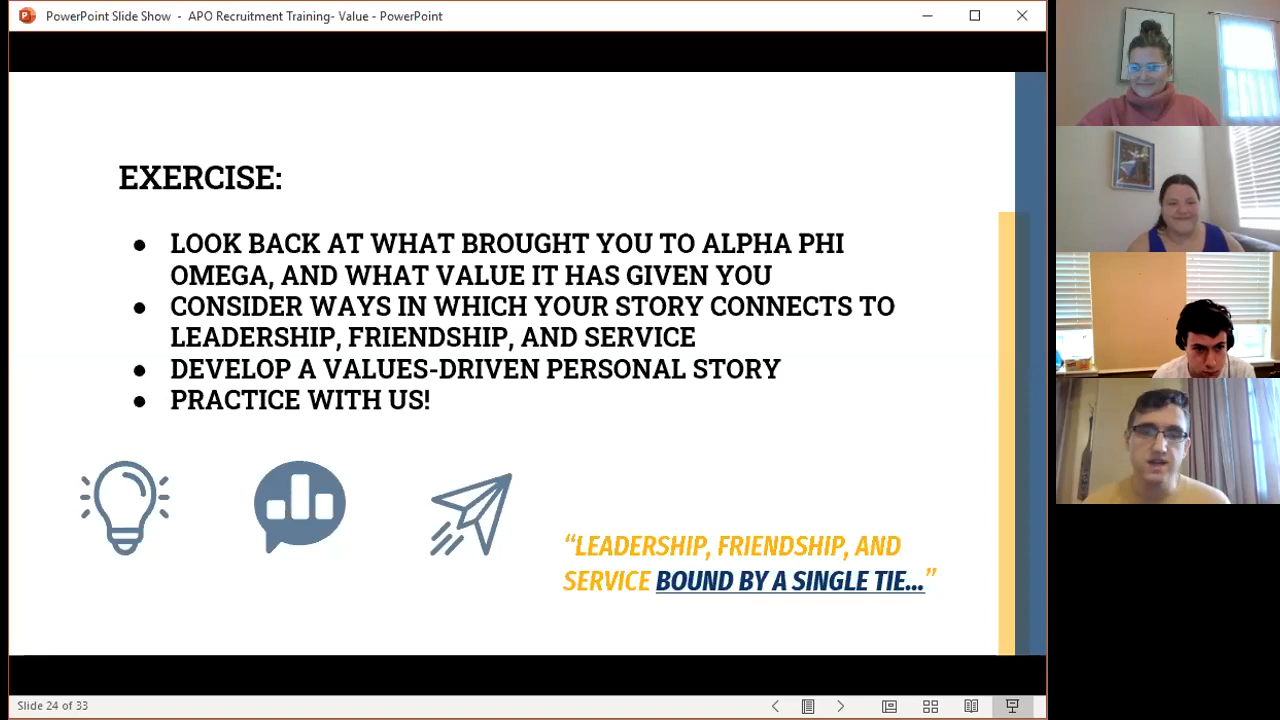 PowerPoint Slide Show - APO Recruitment Training- Value - PowerPoint
EXERCISE:
● LOOK BACK AT WHAT BROUGHT YOU TO ALPHA PHI
OMEGA, AND WHAT VALUE IT HAS GIVEN YOU
● CONSIDER WAYS IN WHICH YOUR STORY CONNECTS TO
LEADERSHIP, FRIENDSHIP, AND SERVICE
● DEVELOP A VALUES-DRIVEN PERSONAL STORY
● PRACTICE WITH US!
“LEADERSHIP, FRIENDSHIP, AND
SERVICE BOUND BY A SINGLE TIE...”
Slide 24 of 33